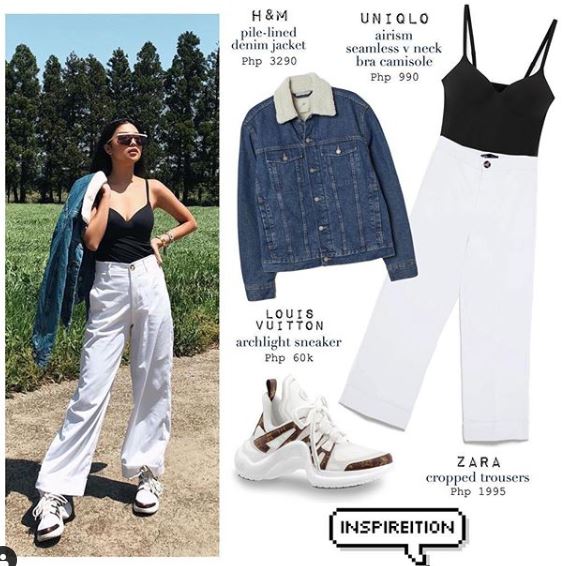 H&M
pile-lined
denim jacket
Php 3290
UNIQLO
airism
seamless v neck
bra camisole
Php 990
LOUIS
VUITTON
archlight sneaker
Php 60k
ZARA
cropped trousers
Php 1995
INSPIREITION